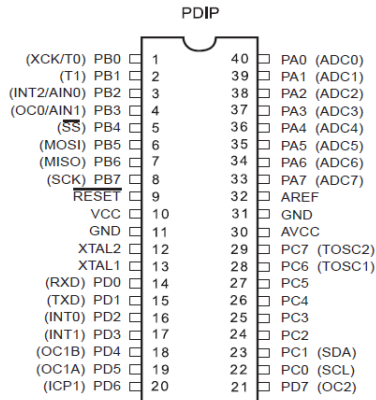 PDIP
(XCK/T0) PB0 1 40 PA0 (ADC0)
(T1) PB1 2 39 PA1 (ADC1)
(INT2/AIN0) PB2 3 38 PA2 (ADC2)
(OC0/AIN1) PB3 4 37 PA3 (ADC3)
(SS) PB4 5 36 PA4 (ADC4)
(MOSI) PB5 6 35 PA5 (ADC5)
(MISO) PB6 7 34 PA6 (ADC6)
(SCK) PB7 8 33 PA7 (ADC7)
RESET 9 32 AREF
VCC 10 31 GND
GND 11 30 AVCC
XTAL2 12 29 PC7 (TOSC2)
XTAL1 13 28 PC6 (TOSC1)
(RXD) PD0 14 27 PC5
(TXD) PD1 15 26 PC4
(INT0) PD2 16 25 PC3
(INT1) PD3 17 24 PC2
(OC1B) PD4 18 23 PC1 (SDA)
(OC1A) PD5 19 22 PC0 (SCL)
(ICP1) PD6 20 21 PD7 (OC2)